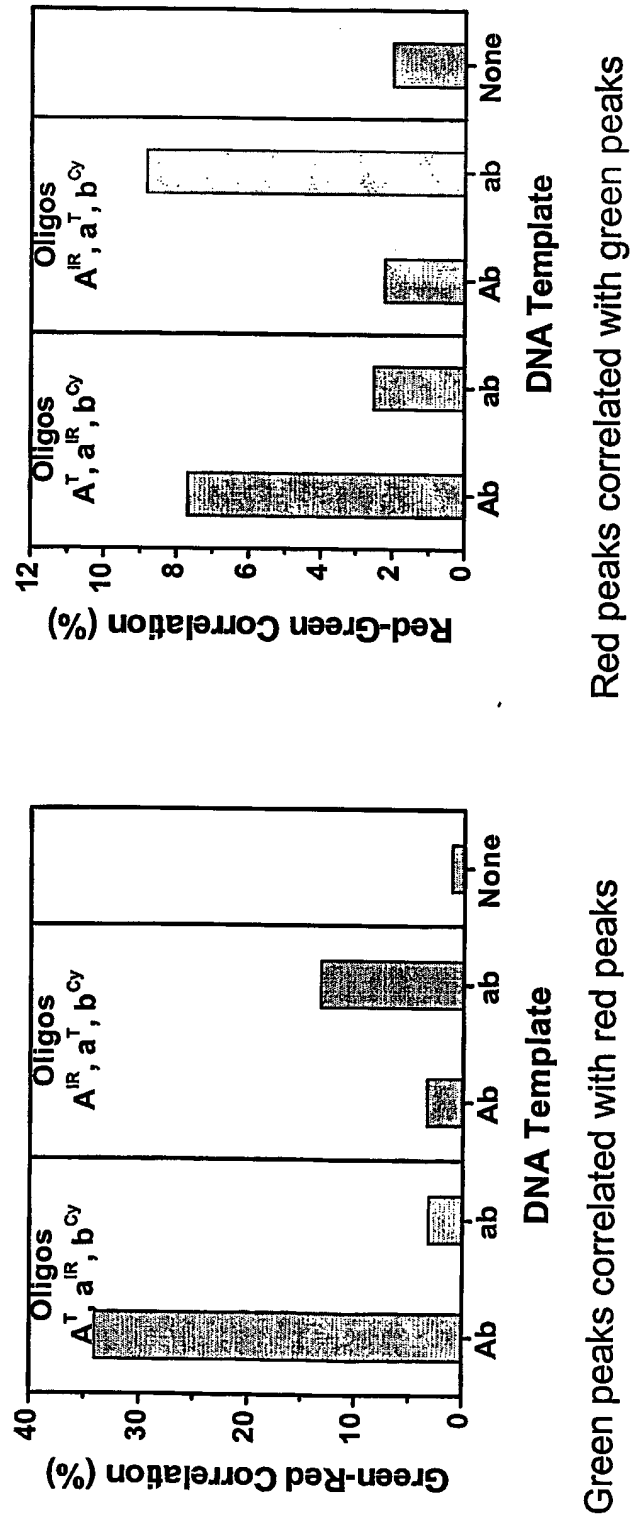 Green-Red Correlation (%)
40
30
20
10
0
Oligos
A^T, a^IR, b^Cy
Oligos
A^IR, a^T, b^Cy
Ab
ab
Ab
ab
None
DNA Template
Green peaks correlated with red peaks
Red-Green Correlation (%)
12
10
8
6
4
2
0
Oligos
A^T, a^IR, b^Cy
Oligos
A^IR, a^T, b^Cy
Ab
ab
Ab
ab
None
DNA Template
Red peaks correlated with green peaks